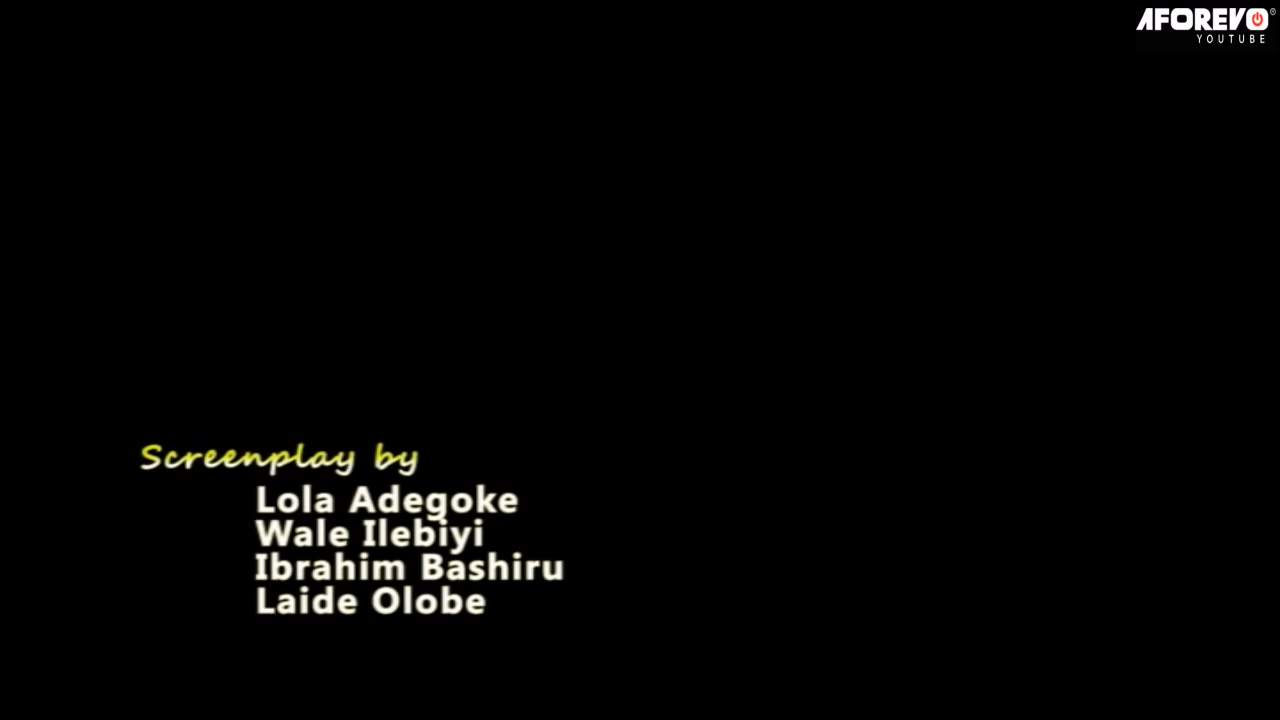 AFOREVO®
YOUTUBE
Screenplay by
Lola Adegoke
Wale Ilebiyi
Ibrahim Bashiru
Laide Olobe